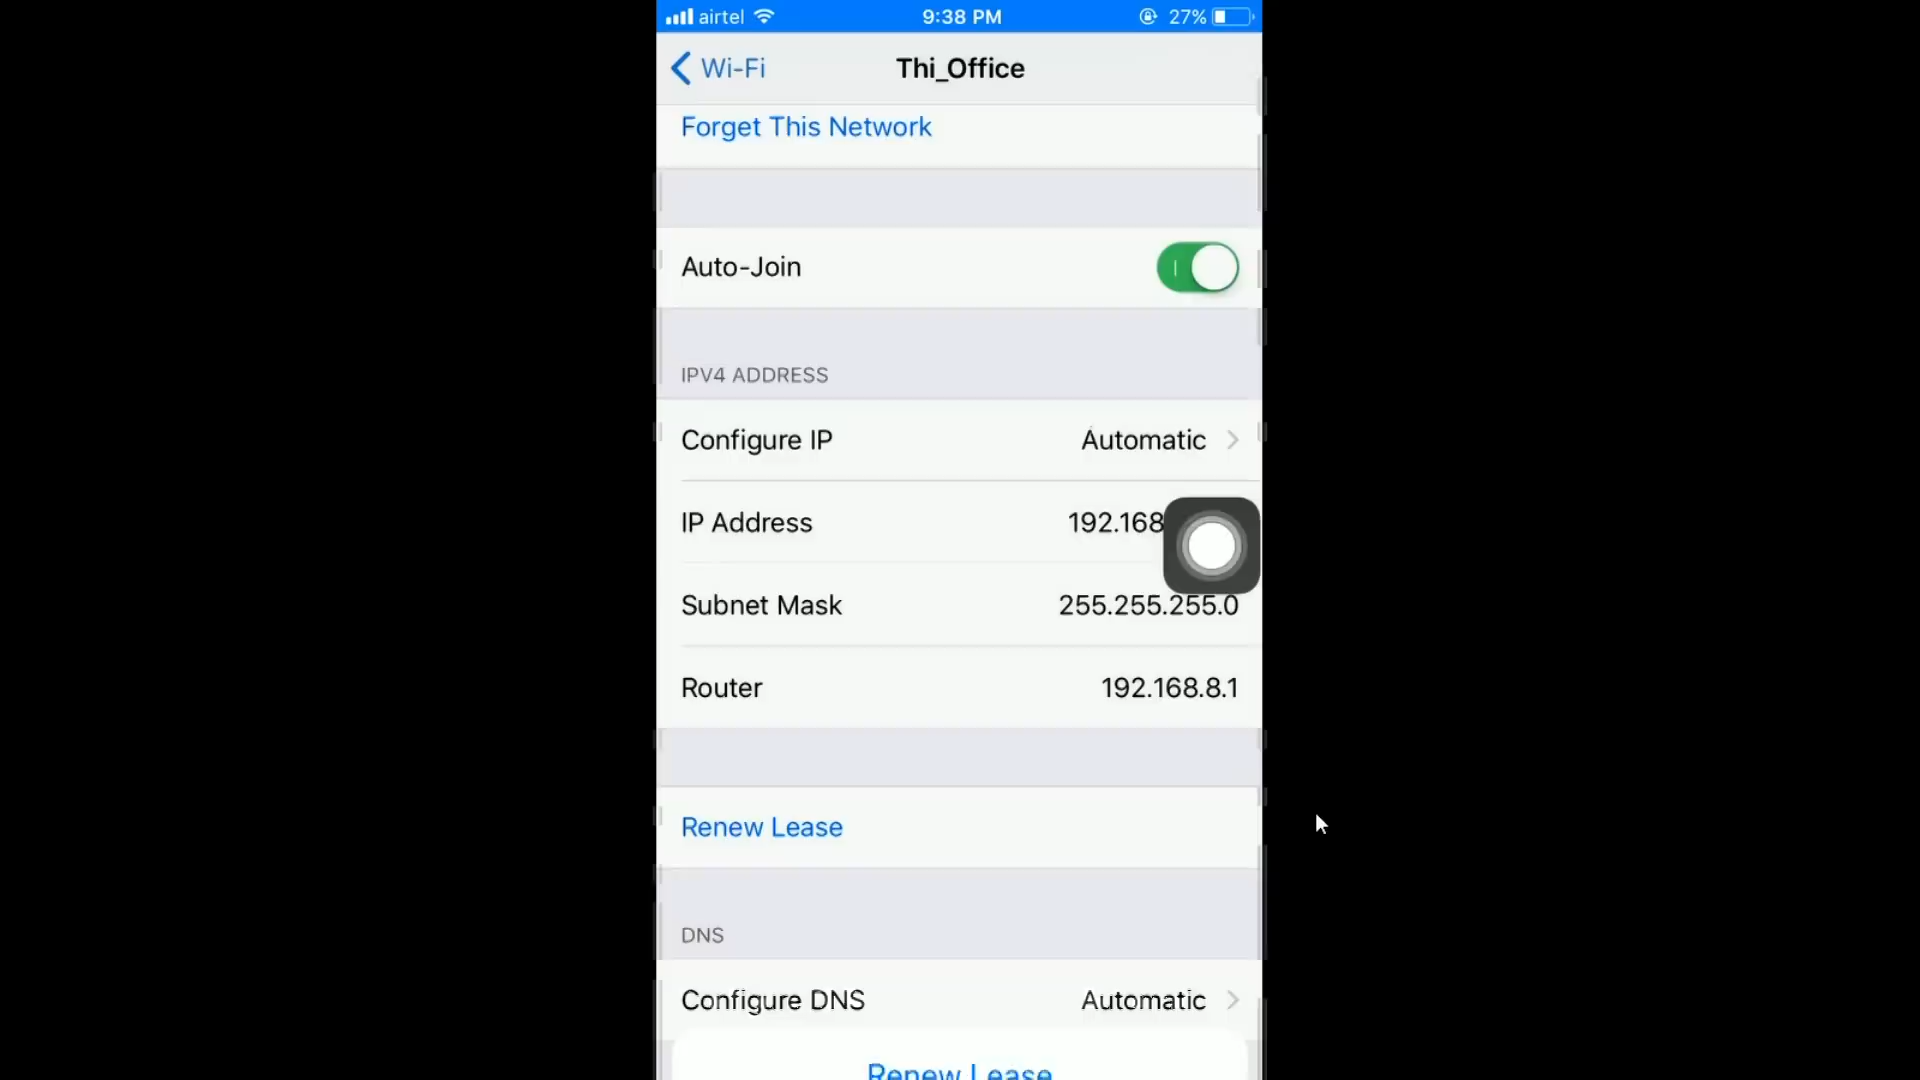 airtel 9:38 PM 27%
Wi-Fi Thi_Office
Forget This Network
Auto-Join
IPV4 ADDRESS
Configure IP Automatic
IP Address 192.168
Subnet Mask 255.255.255.0
Router 192.168.8.1
Renew Lease
DNS
Configure DNS Automatic
Renew Lease